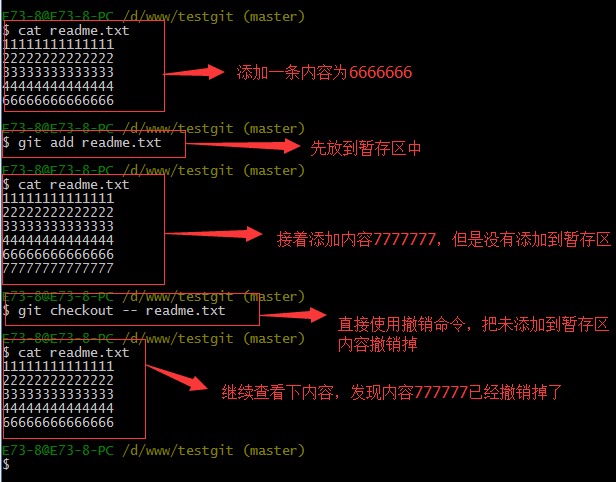 E73-8@E73-8-PC /d/www/testgit (master)
$ cat readme.txt
11111111111111
22222222222222
33333333333333
44444444444444
66666666666666
添加一条内容为6666666
E73-8@E73-8-PC /d/www/testgit (master)
$ git add readme.txt
先放到暂存区中
E73-8@E73-8-PC /d/www/testgit (master)
$ cat readme.txt
11111111111111
22222222222222
33333333333333
44444444444444
66666666666666
77777777777777
接着添加内容7777777，但是没有添加到暂存区
E73-8@E73-8-PC /d/www/testgit (master)
$ git checkout -- readme.txt
直接使用撤销命令，把未添加到暂存区
内容撤销掉
E73-8@E73-8-PC /d/www/testgit (master)
$ cat readme.txt
11111111111111
22222222222222
33333333333333
44444444444444
66666666666666
继续查看下内容，发现内容777777已经撤销掉了
E73-8@E73-8-PC /d/www/testgit (master)
$